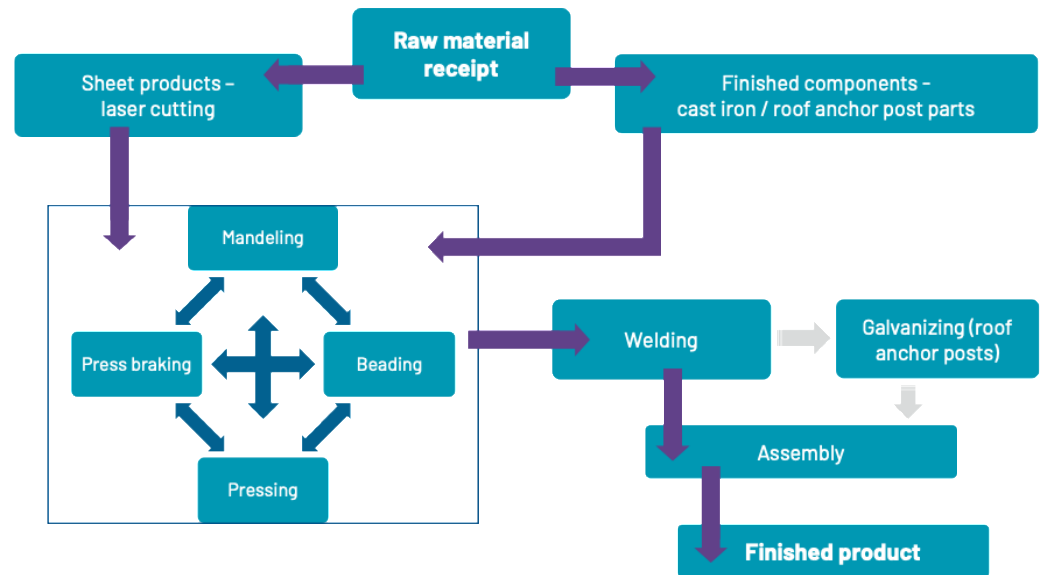 Raw material
receipt
Sheet products –
laser cutting
Finished components –
cast iron / roof anchor post parts
Mandeling
Press braking
Beading
Pressing
Welding
Galvanizing (roof
anchor posts)
Assembly
Finished product